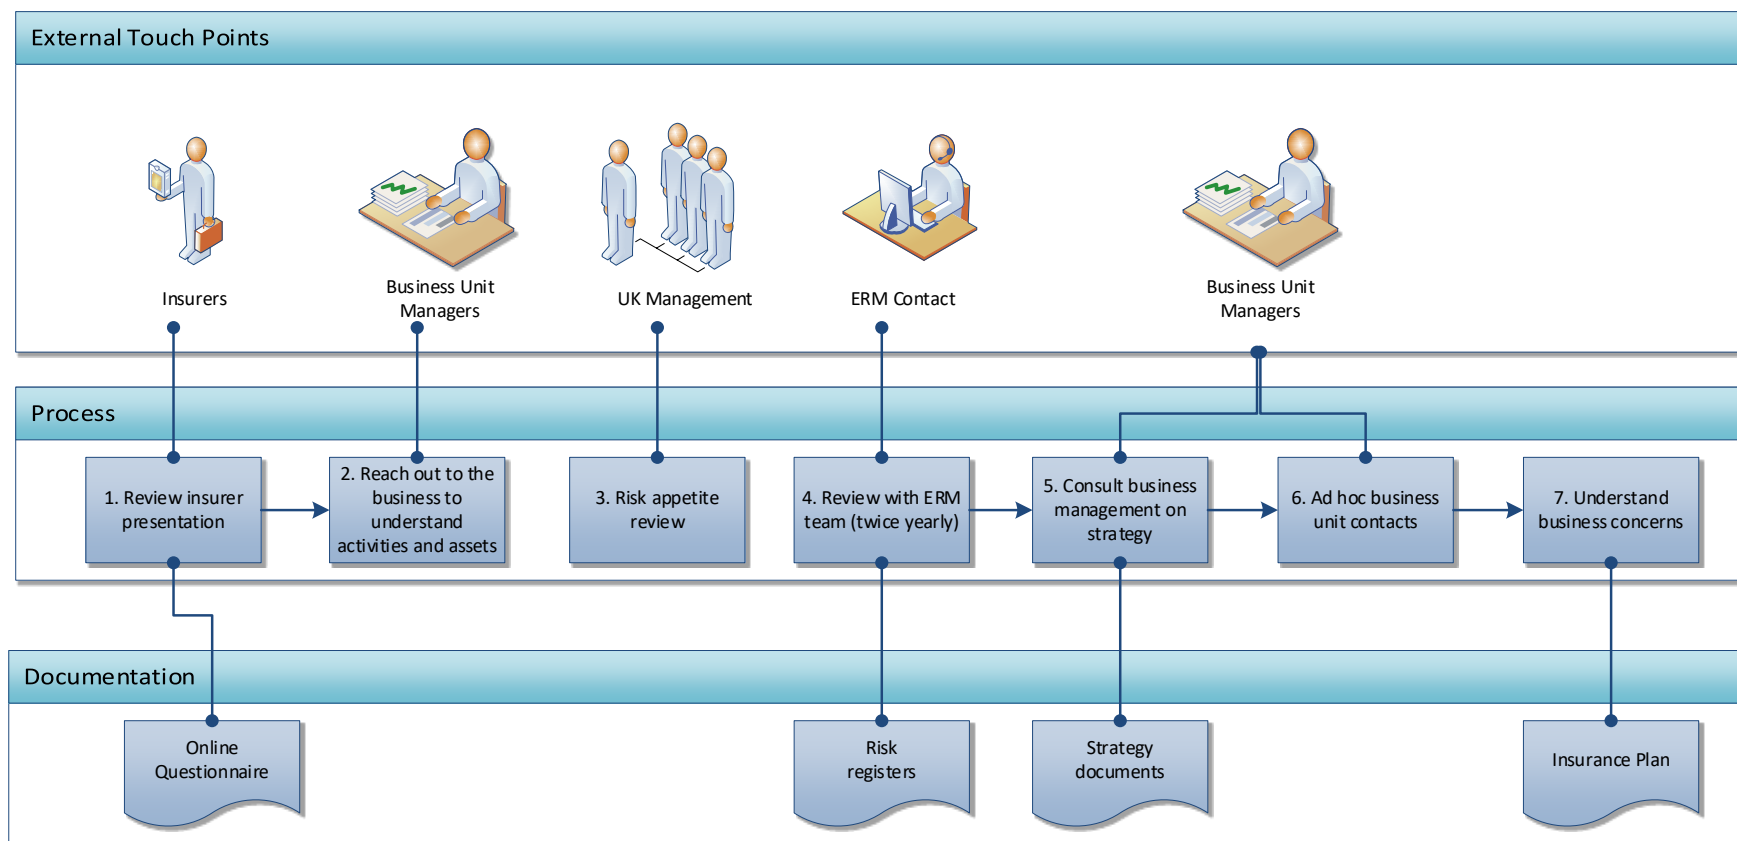 External Touch Points
Insurers
Business Unit
Managers
UK Management
ERM Contact
Business Unit
Managers
Process
1. Review insurer
presentation
2. Reach out to the
business to
understand
activities and assets
3. Risk appetite
review
4. Review with ERM
team (twice yearly)
5. Consult business
management on
strategy
6. Ad hoc business
unit contacts
7. Understand
business concerns
Documentation
Online
Questionnaire
Risk
registers
Strategy
documents
Insurance Plan